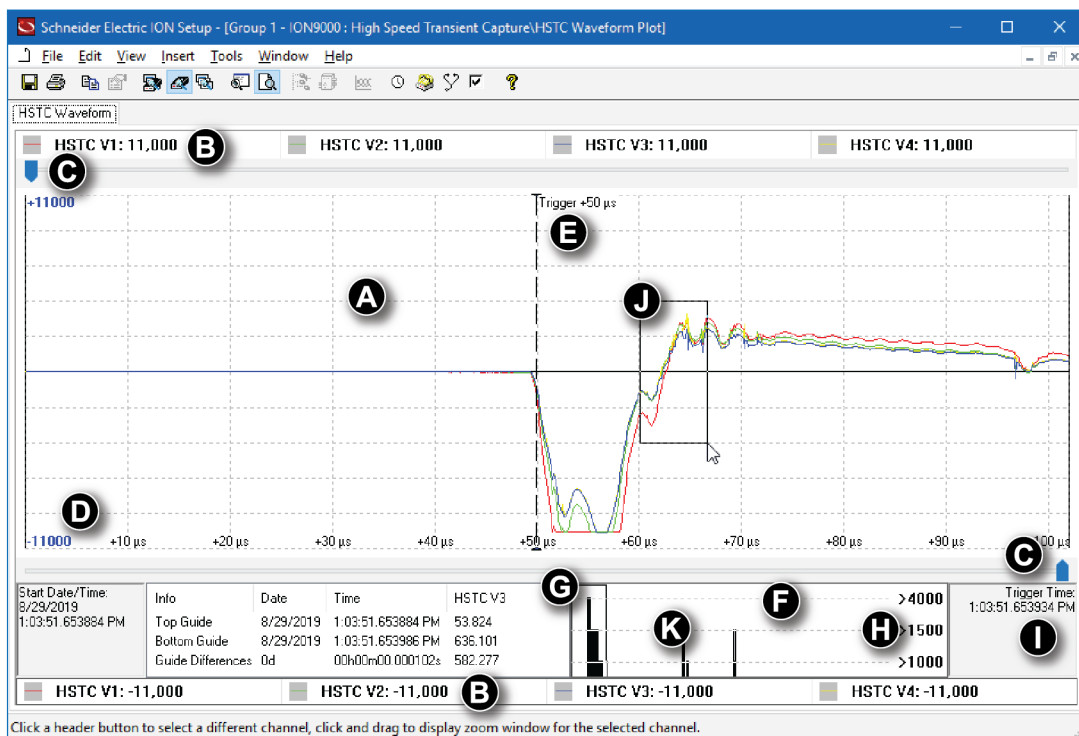 Schneider Electric ION Setup - [Group 1 - ION9000 : High Speed Transient Capture\HSTC Waveform Plot]
File Edit View Insert Tools Window Help
HSTC Waveform
HSTC V1: 11,000 B HSTC V2: 11,000 HSTC V3: 11,000 HSTC V4: 11,000
C
+11000 Trigger +50 µs
E
A J
D
-11000 +10 µs +20 µs +30 µs +40 µs +50 µs +60 µs +70 µs +80 µs +90 µs +100 µs
C
Start Date/Time:
8/29/2019
1:03:51.653884 PM
Info Date Time HSTC V3
Top Guide 8/29/2019 1:03:51.653884 PM 53.824
Bottom Guide 8/29/2019 1:03:51.653986 PM 636.101
Guide Differences 0d 00h00m00.000102s 582.277
G F >4000
K H >1500
>1000
Trigger Time:
1:03:51.653934 PM
I
HSTC V1: -11,000 HSTC V2: -11,000 B HSTC V3: -11,000 HSTC V4: -11,000
Click a header button to select a different channel, click and drag to display zoom window for the selected channel.